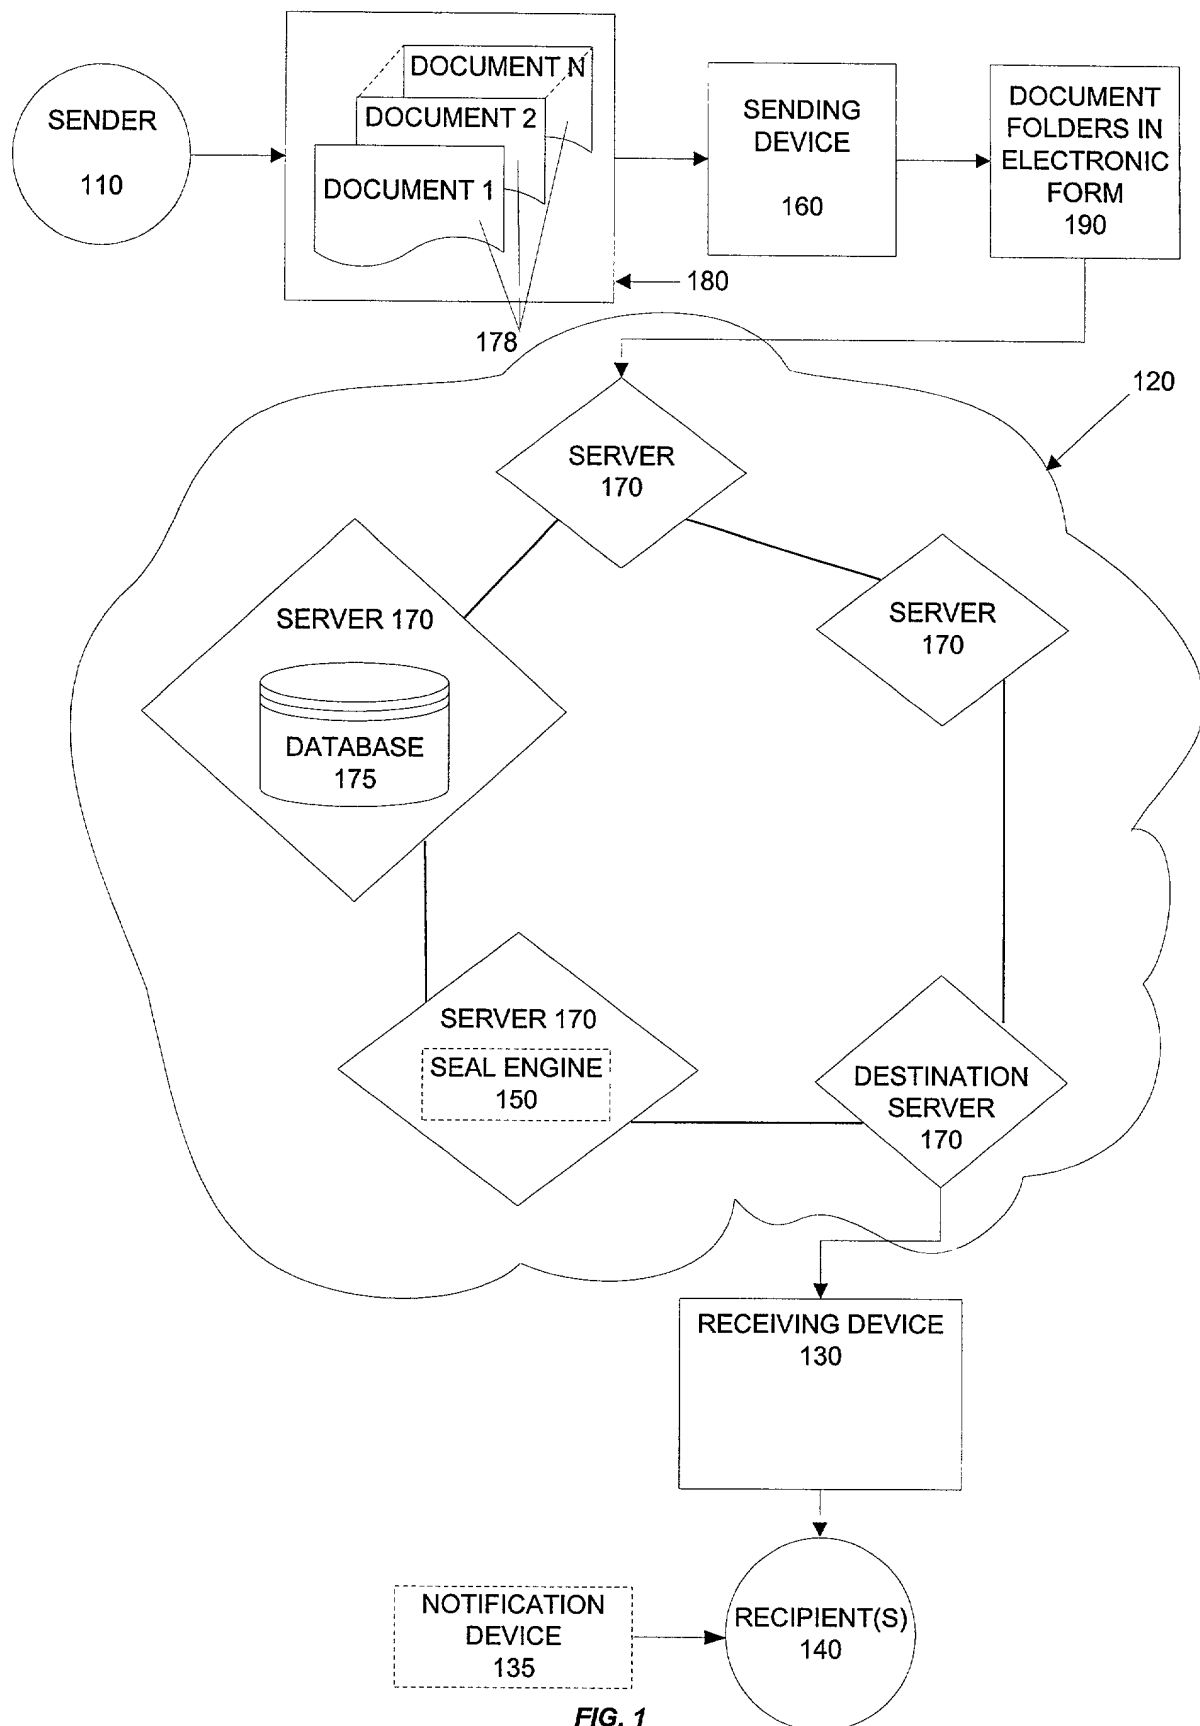 SENDER
110
DOCUMENT N
DOCUMENT 2
DOCUMENT 1
178
180
SENDING
DEVICE
160
DOCUMENT
FOLDERS IN
ELECTRONIC
FORM
190
120
SERVER
170
SERVER
170
SERVER 170
DATABASE
175
SERVER 170
SEAL ENGINE
150
DESTINATION
SERVER
170
RECEIVING DEVICE
130
NOTIFICATION
DEVICE
135
RECIPIENT(S)
140
FIG. 1